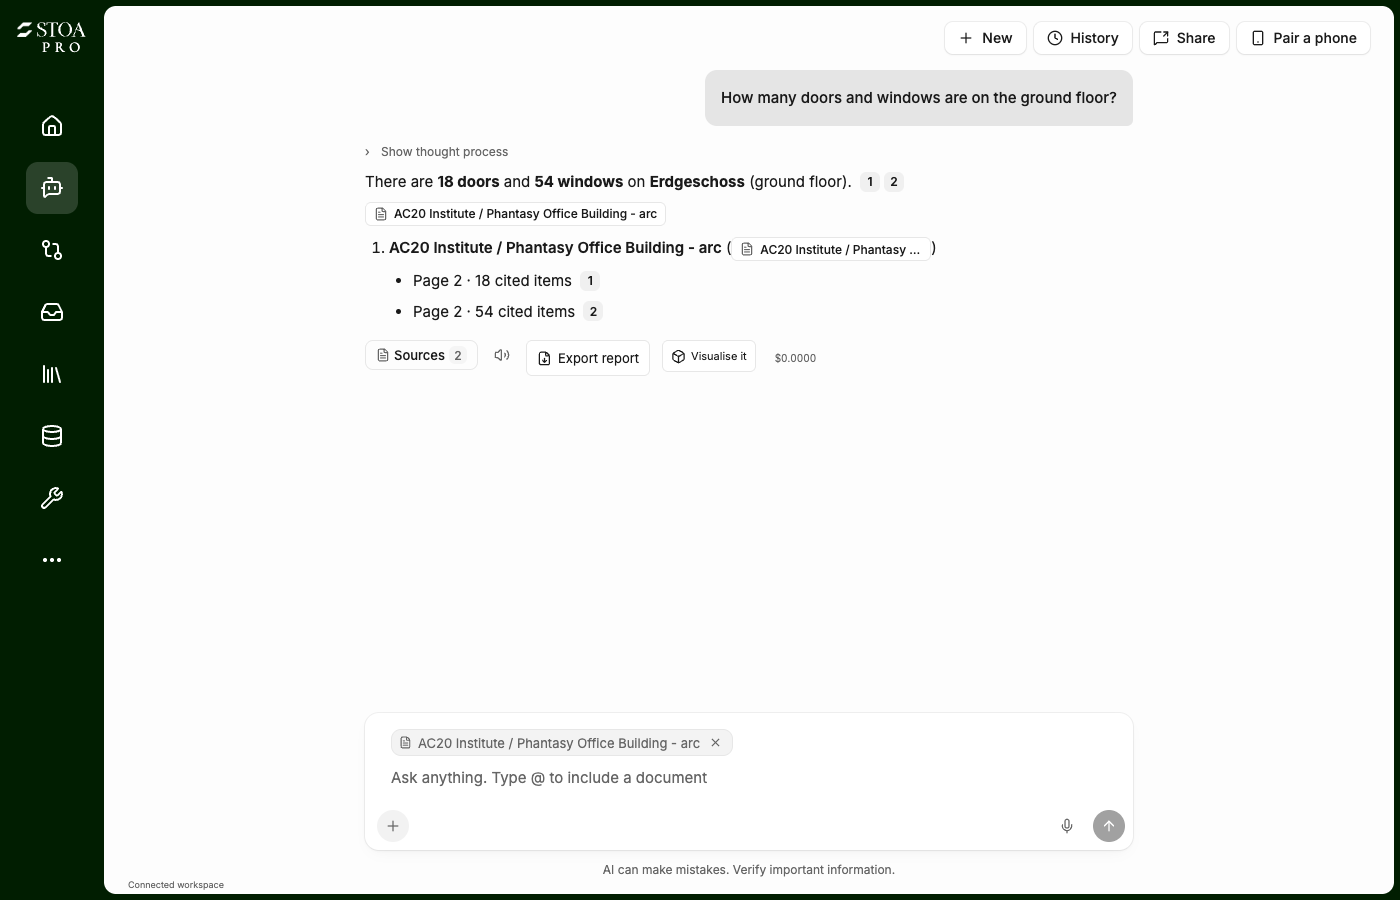 STOA
PRO
New
History
Share
Pair a phone
How many doors and windows are on the ground floor?
Show thought process
There are 18 doors and 54 windows on Erdgeschoss (ground floor). 1 2
AC20 Institute / Phantasy Office Building - arc
1. AC20 Institute / Phantasy Office Building - arc ( AC20 Institute / Phantasy ... )
• Page 2 · 18 cited items 1
• Page 2 · 54 cited items 2
Sources 2
Export report
Visualise it
$0.0000
AC20 Institute / Phantasy Office Building - arc
Ask anything. Type @ to include a document
AI can make mistakes. Verify important information.
Connected workspace